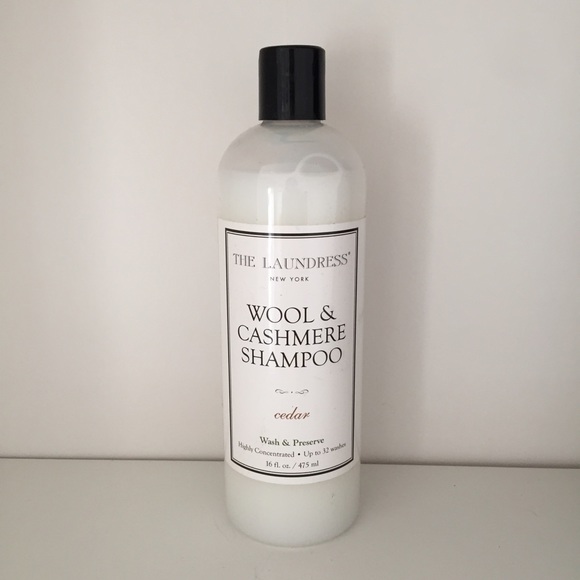 THE LAUNDRESS®
NEW YORK
WOOL &
CASHMERE
SHAMPOO
cedar
Wash & Preserve
Highly Concentrated • Up to 32 washes
16 fl. oz. / 475 ml